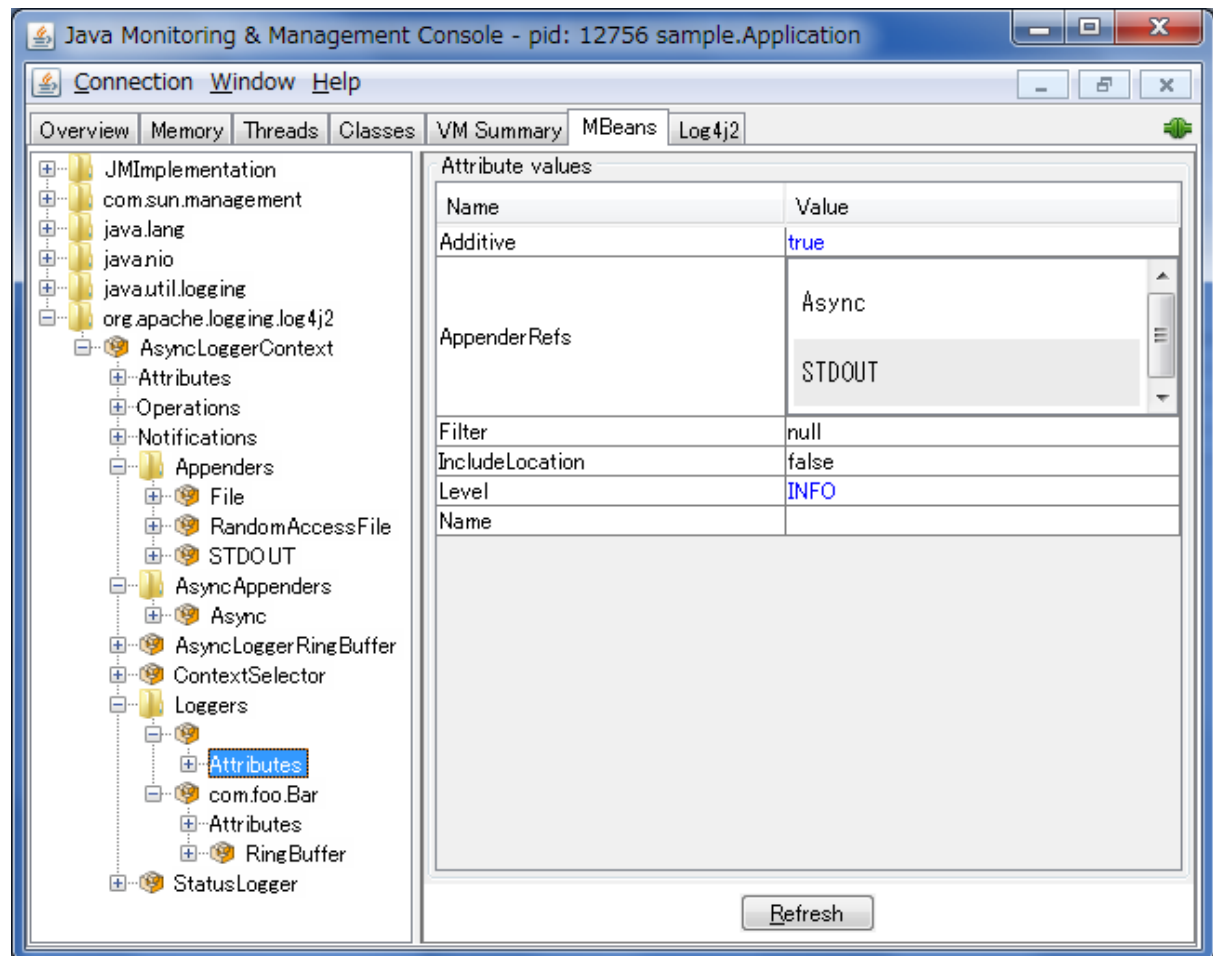 Java Monitoring & Management Console - pid: 12756 sample.Application
Connection Window Help
Overview Memory Threads Classes VM Summary MBeans Log4j2
JMImplementation
com.sun.management
java.lang
java.nio
java.util.logging
org.apache.logging.log4j2
AsyncLoggerContext
Attributes
Operations
Notifications
Appenders
File
RandomAccessFile
STDOUT
AsyncAppenders
Async
AsyncLoggerRingBuffer
ContextSelector
Loggers
Attributes
com.foo.Bar
Attributes
RingBuffer
StatusLogger
Attribute values
Name Value
Additive true
AppenderRefs
Async
STDOUT
Filter null
IncludeLocation false
Level INFO
Name
Refresh